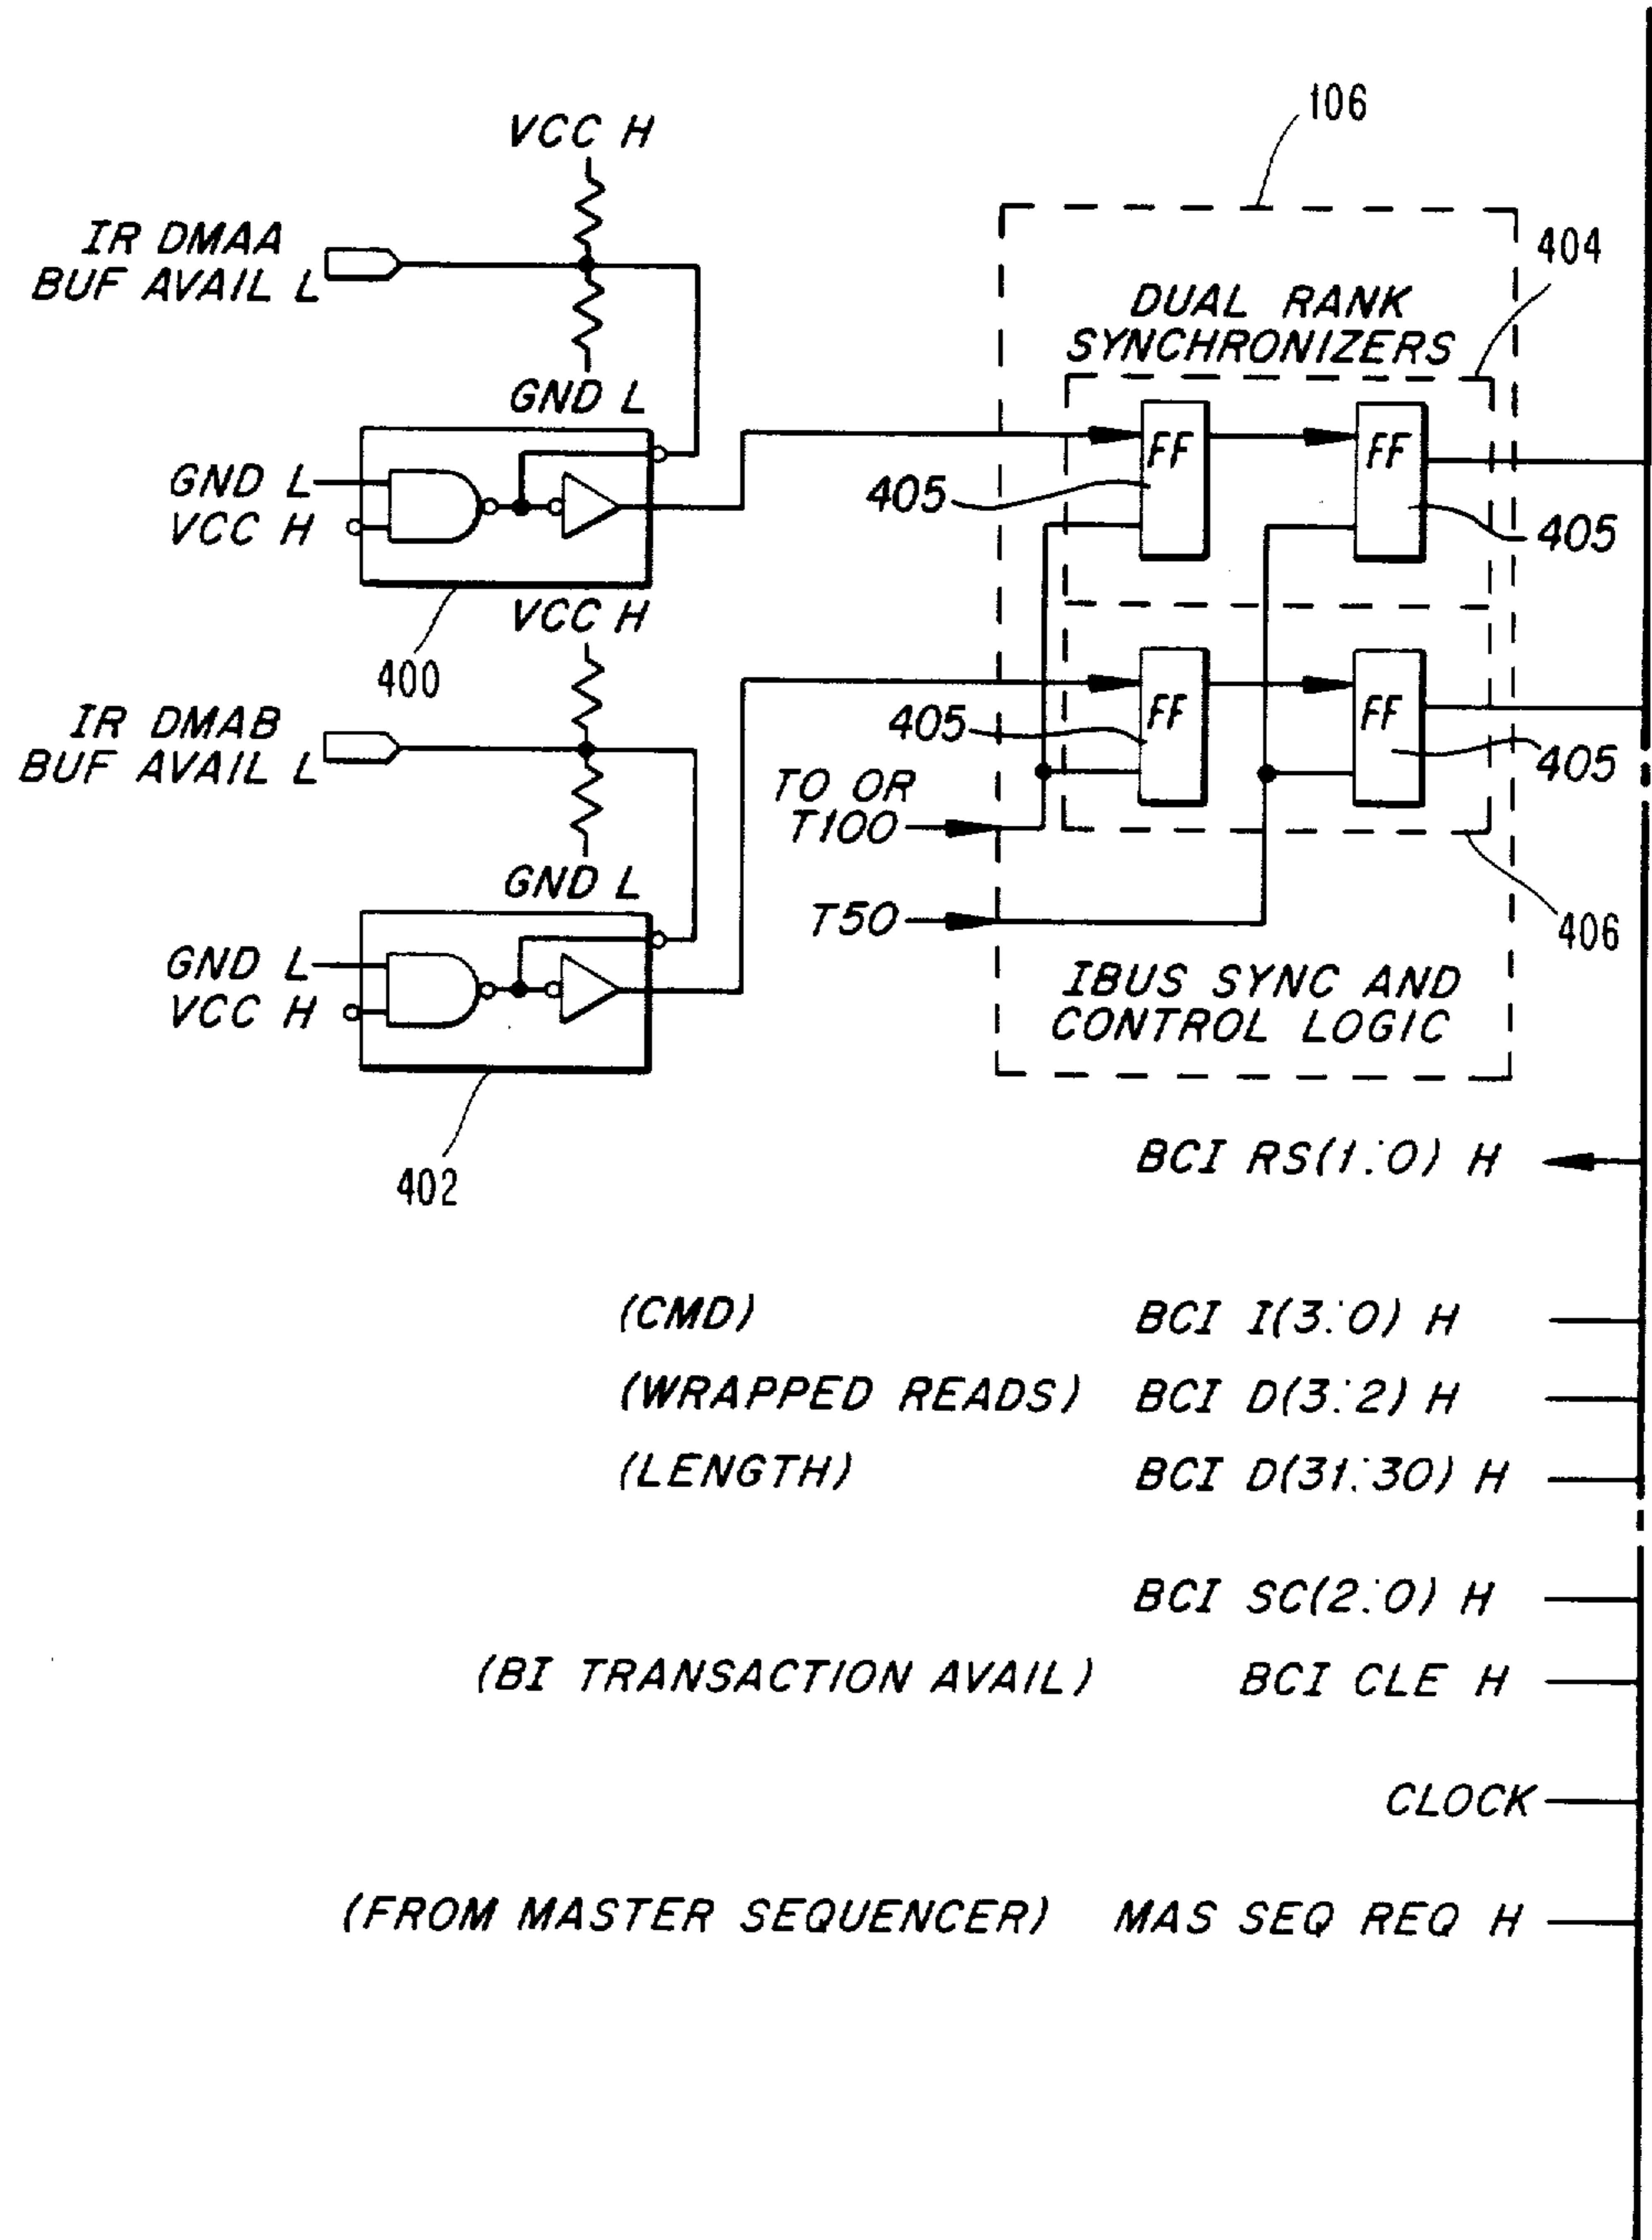 106
VCC H
IR DMAA
BUF AVAIL L
404
DUAL RANK
SYNCHRONIZERS
GND L
FF
FF
GND L
405
VCC H
405
VCC H
400
FF
FF
IR DMAB
BUF AVAIL L
405
405
TO OR
T100
GND L
T50
406
GND L
VCC H
IBUS SYNC AND
CONTROL LOGIC
402
BCI RS(1:0) H
(CMD) BCI I(3:0) H
(WRAPPED READS) BCI D(3:2) H
(LENGTH) BCI D(31:30) H
BCI SC(2:0) H
(BI TRANSACTION AVAIL) BCI CLE H
CLOCK
(FROM MASTER SEQUENCER) MAS SEQ REQ H